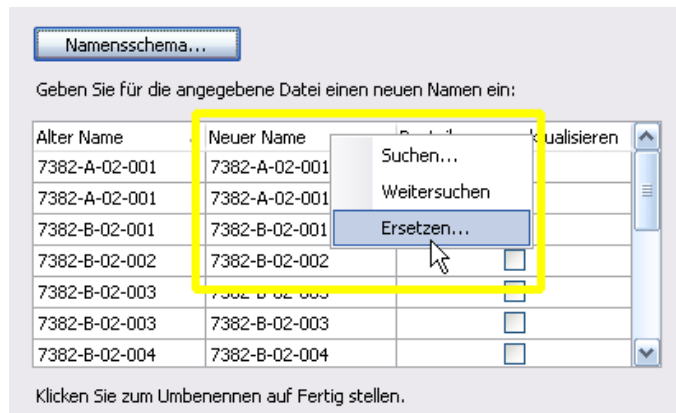 Namensschema...
Geben Sie für die angegebene Datei einen neuen Namen ein:
Alter Name Neuer Name
7382-A-02-001 7382-A-02-001
Suchen...
7382-A-02-001 7382-A-02-001
Weitersuchen
7382-B-02-001 7382-B-02-001
Ersetzen...
7382-B-02-002 7382-B-02-002
7382-B-02-003 7382-B-02-003
7382-B-02-003 7382-B-02-003
7382-B-02-004 7382-B-02-004
Klicken Sie zum Umbenennen auf Fertig stellen.